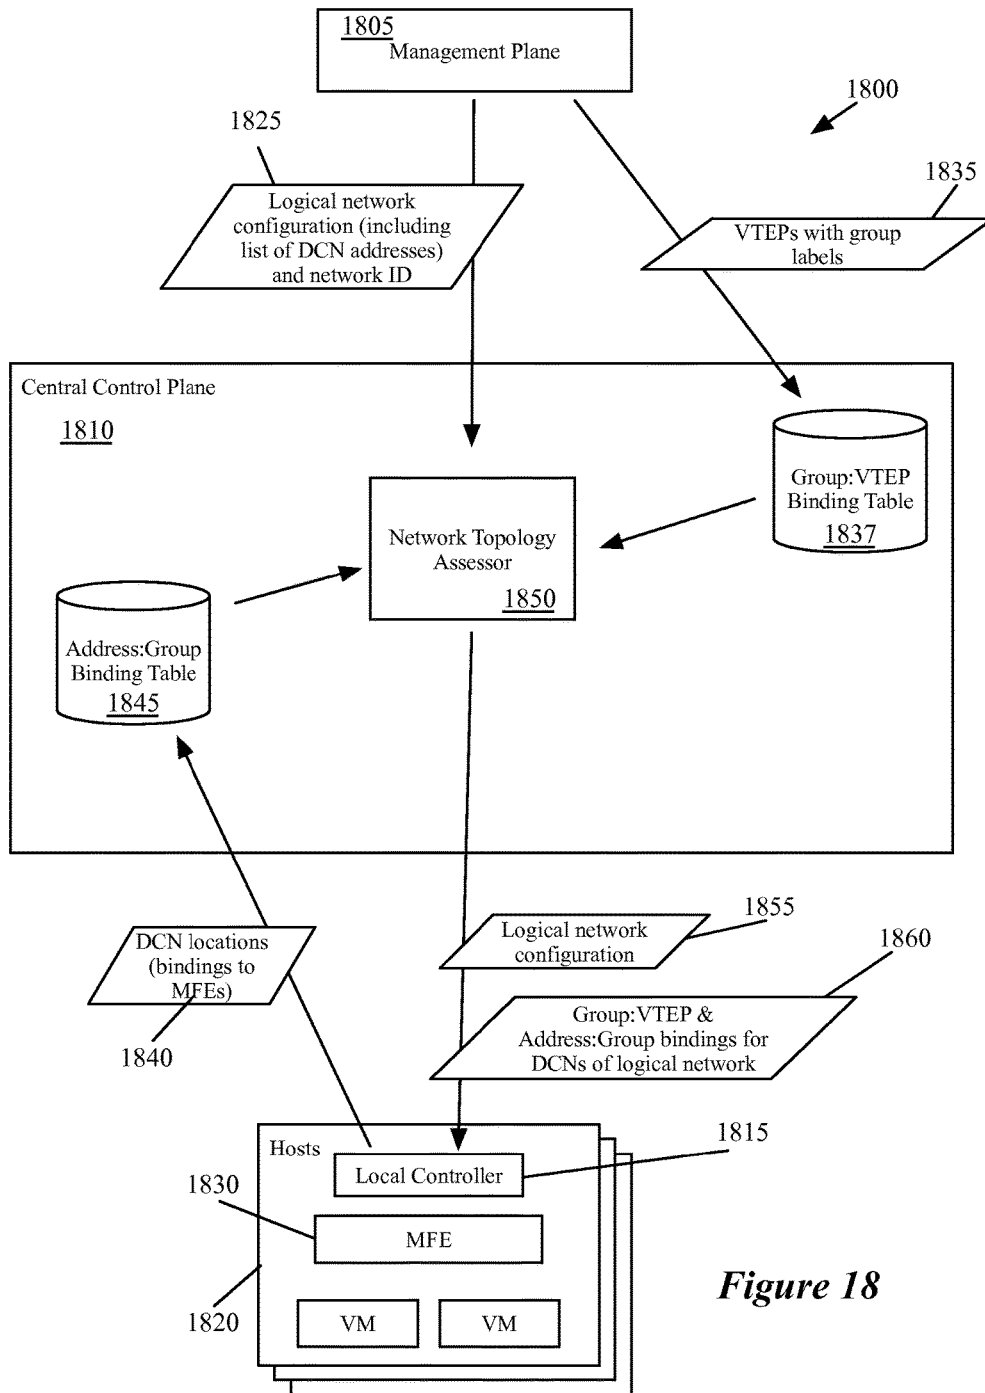 1805
Management Plane
1800
1825
Logical network
configuration (including
list of DCN addresses)
and network ID
1835
VTEPs with group
labels
Central Control Plane
1810
Group:VTEP
Binding Table
1837
Network Topology
Assessor
1850
Address:Group
Binding Table
1845
DCN locations
(bindings to
MFEs)
1840
Logical network
configuration
1855
1860
Group:VTEP &
Address:Group bindings for
DCNs of logical network
Hosts
1815
Local Controller
1830
MFE
1820
VM
VM
Figure 18